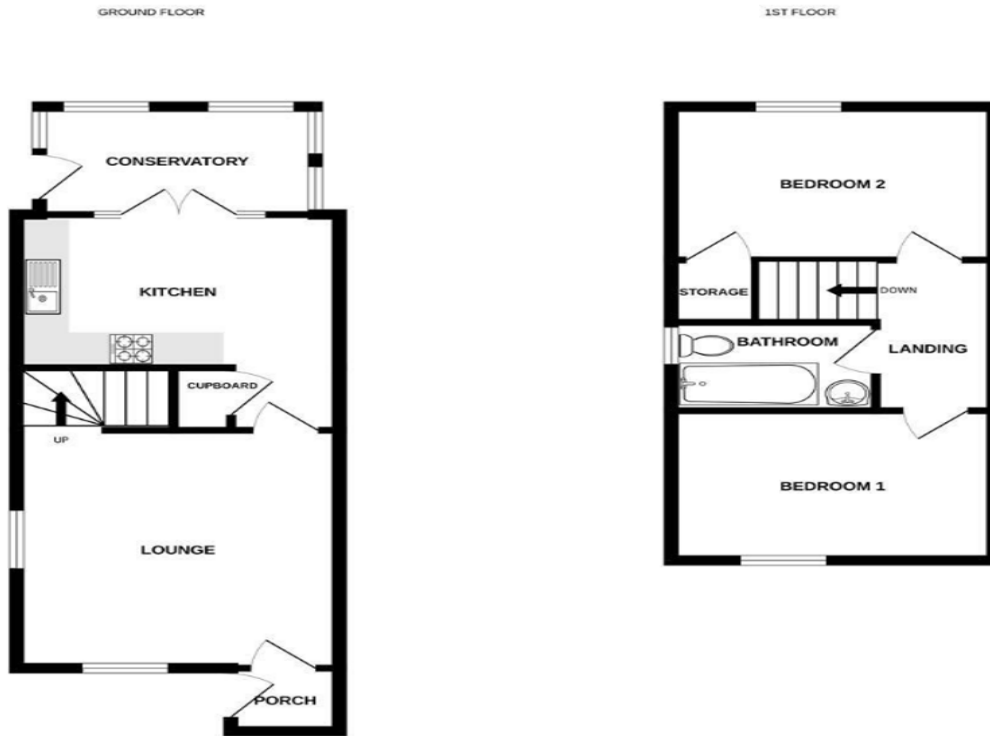 GROUND FLOOR
CONSERVATORY
KITCHEN
CUPBOARD
UP
LOUNGE
PORCH
1ST FLOOR
BEDROOM 2
STORAGE
DOWN
BATHROOM
LANDING
BEDROOM 1